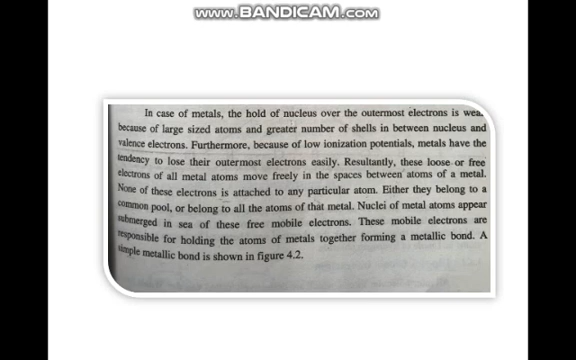 www.BANDICAM.com
In case of metals, the hold of nucleus over the outermost electrons is
because of large sized atoms and greater number of shells in between nucleus and
valence electrons. Furthermore, because of low ionization potentials, metals have the
tendency to lose their outermost electrons easily. Resultantly, these loose or free
electrons of all metal atoms move freely in the spaces between atoms of a metal.
None of these electrons is attached to any particular atom. Either they belong to a
common pool, or belong to all the atoms of that metal. Nuclei of metal atoms appear
submerged in sea of these free mobile electrons. These mobile electrons are
responsible for holding the atoms of metals together forming a metallic bond. A
simple metallic bond is shown in figure 4.2.